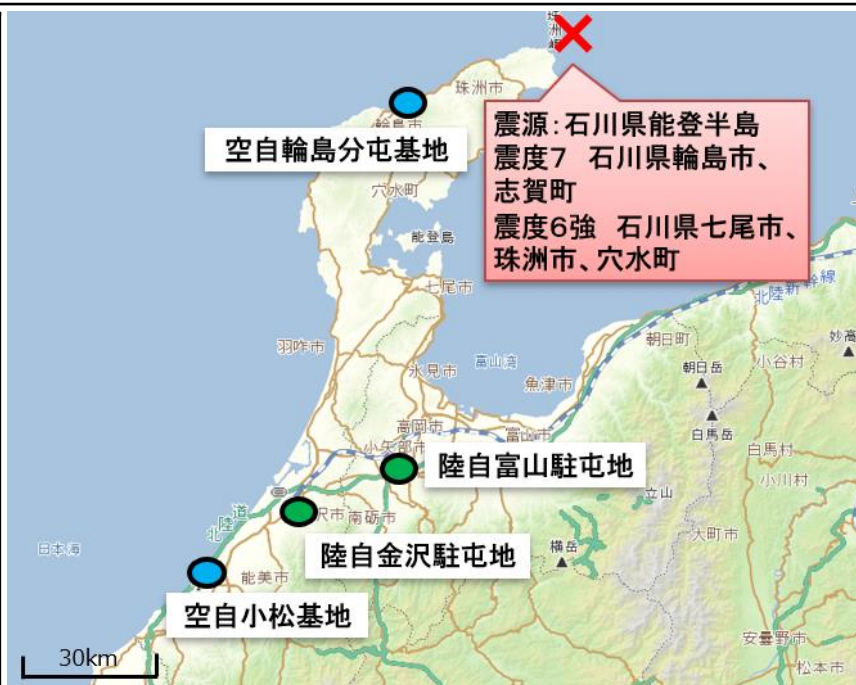 珠洲岬
珠洲市
輪島市
空自輪島分屯基地
穴水町
震源:石川県能登半島
震度7 石川県輪島市、
志賀町
震度6強 石川県七尾市、
珠洲市、穴水町
能登島
七尾市
北陸新幹線
羽咋市
朝日町
妙高
富山湾
氷見市
魚津市
朝日岳
小谷村
高岡市
白馬岳
富山市
小矢部市
白馬村
陸自富山駐屯地
小川村
立山
沢市
南砺市
北陸道
大町市
日本海
陸自金沢駐屯地
横岳
能美市
空自小松基地
安曇野市
30km
松本市